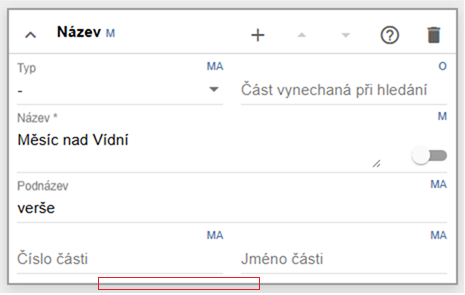 Název M
Typ MA
-
O
Část vynechaná při hledání
Název * M
Měsíc nad Vídní
Podnázev MA
verše
MA
Číslo části
MA
Jméno části